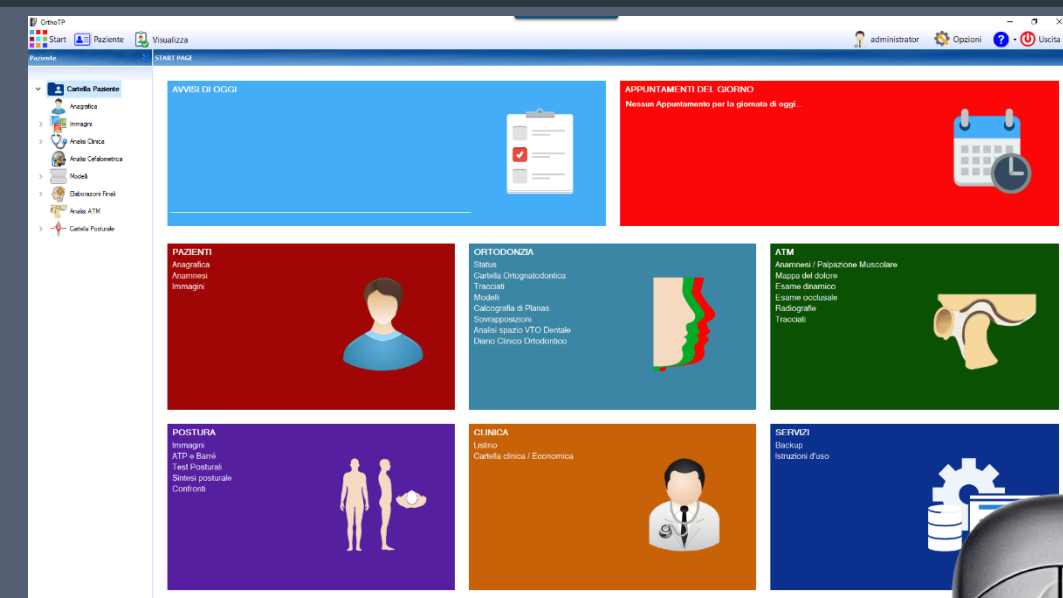 OrthoTP
Start Paziente Visualizza
administrator Opzioni ? Uscita
Paziente
START PAGE
Cartella Paziente
Anagrafica
Immagini
Analisi Clinica
Analisi Cefalometrica
Modelli
Elaborazioni Finali
Analisi ATM
Cartella Posturale
AVVISI DI OGGI
APPUNTAMENTI DEL GIORNO
Nessun Appuntamento per la giornata di oggi...
PAZIENTI
Anagrafica
Anamnesi
Immagini
ORTODONZIA
Status
Cartella Ortognatodontica
Tracciati
Modelli
Calcografia di Planas
Sovrapposizioni
Analisi spazio VTO Dentale
Diario Clinico Ortodontico
ATM
Anamnesi / Palpazione Muscolare
Mappa del dolore
Esame dinamico
Esame occlusale
Radiografie
Tracciati
POSTURA
Immagini
ATP e Barré
Test Posturali
Sintesi posturale
Confronti
CLINICA
Listino
Cartella clinica / Economica
SERVIZI
Backup
Istruzioni d'uso